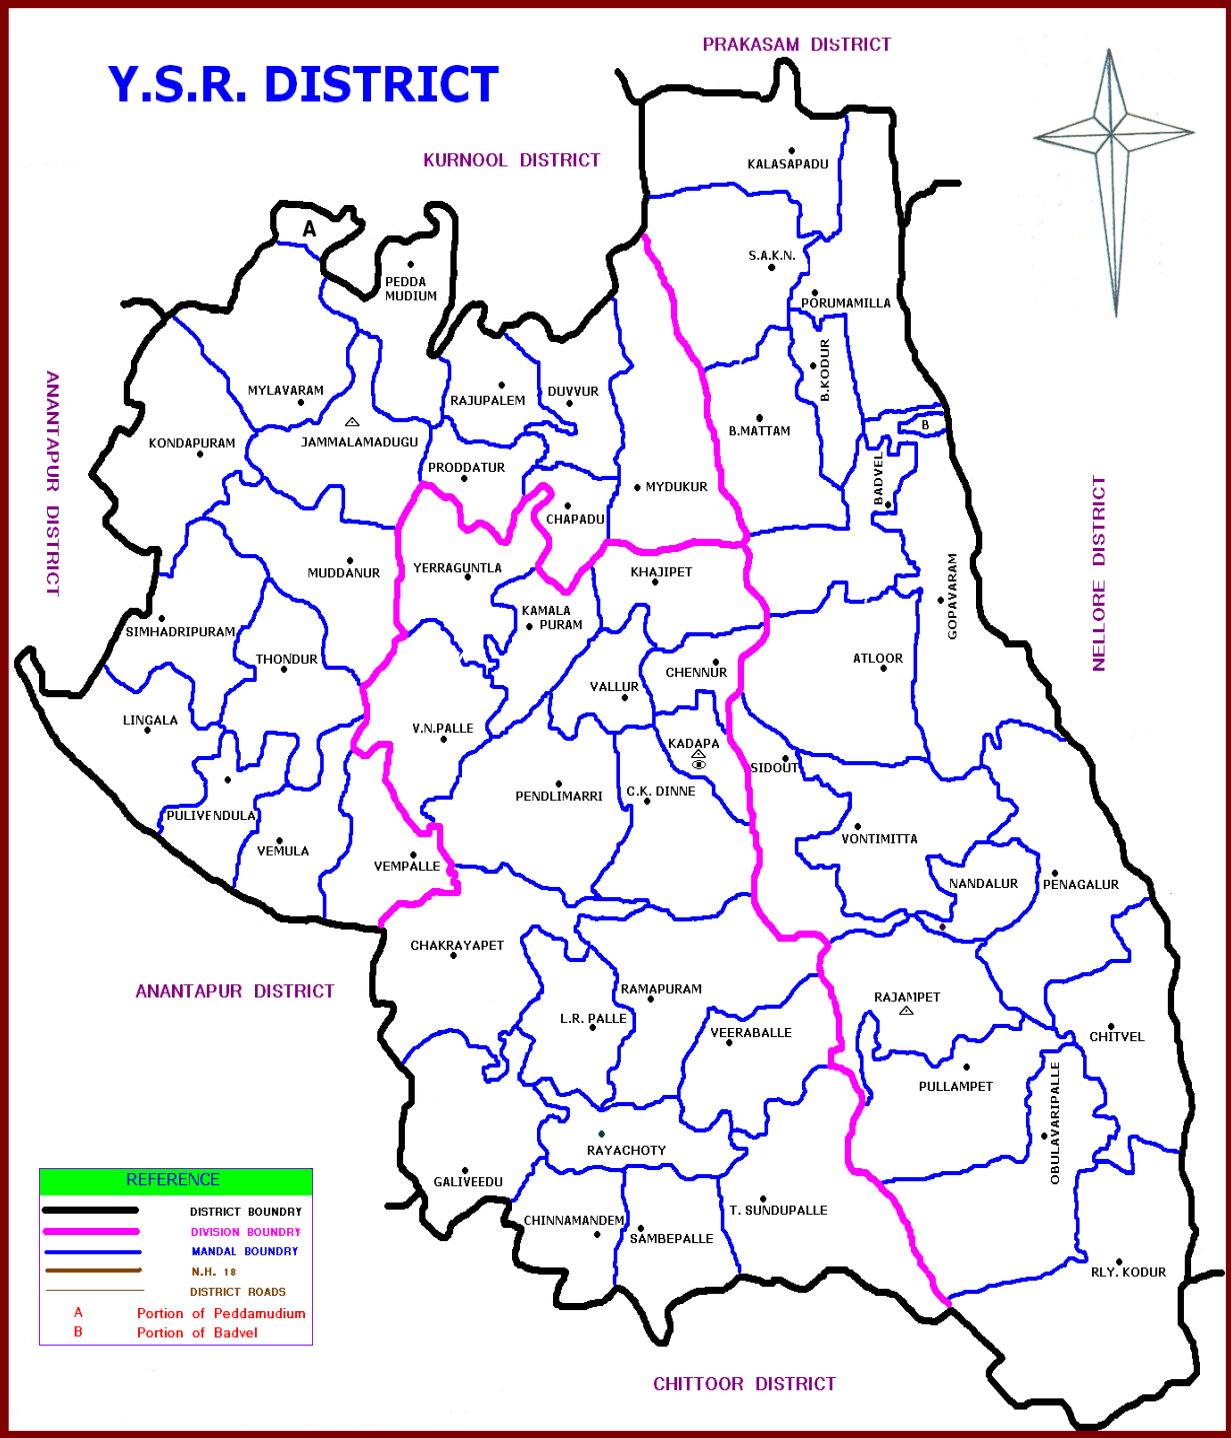 PRAKASAM DISTRICT
Y.S.R. DISTRICT
KURNOOL DISTRICT
KALASAPADU
A
S.A.K.N.
PEDDA
MUDIUM
PORUMAMILLA
B.KODUR
ANANTAPUR DISTRICT
MYLAVARAM
RAJUPALEM
DUVVUR
B.MATTAM
B
KONDAPURAM
JAMMALAMADUGU
PRODDATUR
MYDUKUR
BADVEL
CHAPADU
NELLORE DISTRICT
MUDDANUR
YERRAGUNTLA
KHAJIPET
GOPAVARAM
KAMALA
PURAM
SIMHADRIPURAM
THONDUR
CHENNUR
ATLOOR
VALLUR
LINGALA
V.N.PALLE
KADAPA
SIDOUT
PENDLIMARRI
C.K. DINNE
PULIVENDULA
VEMULA
VEMPALLE
VONTIMITTA
NANDALUR
PENAGALUR
CHAKRAYAPET
ANANTAPUR DISTRICT
RAMAPURAM
RAJAMPET
L.R. PALLE
VEERABALLE
CHITVEL
PULLAMPET
OBULAVARIPALLE
RAYACHOTY
GALIVEEDU
CHINNAMANDEM
SAMBEPALLE
T. SUNDUPALLE
RLY. KODUR
REFERENCE
DISTRICT BOUNDRY
DIVISION BOUNDRY
MANDAL BOUNDRY
N.H. 18
DISTRICT ROADS
A Portion of Peddamudium
B Portion of Badvel
CHITTOOR DISTRICT